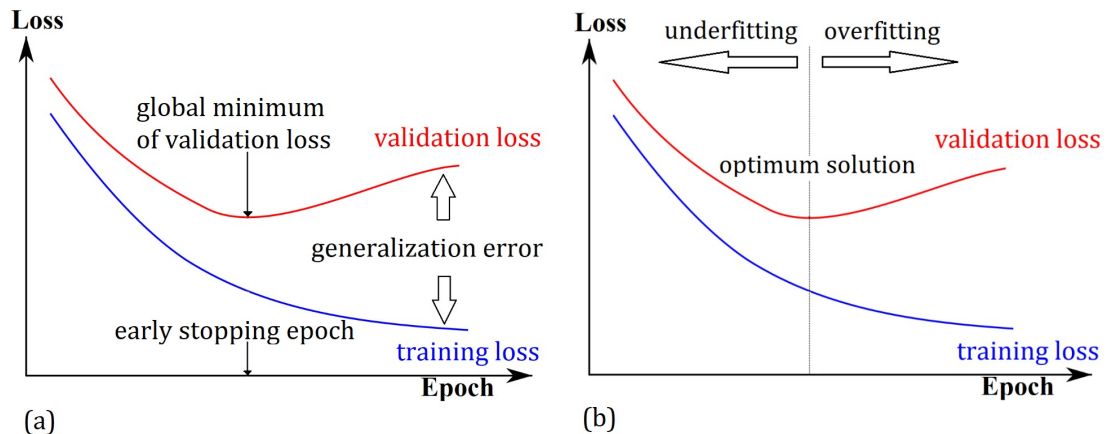 Loss
global minimum
of validation loss
validation loss
generalization error
early stopping epoch
training loss
Epoch
(a)
Loss
underfitting
overfitting
validation loss
optimum solution
training loss
Epoch
(b)